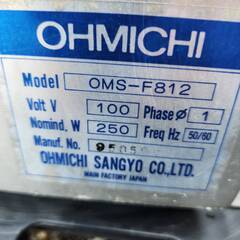 OHMICHI
Model OMS-F812
Volt V 100 Phase ø 1
Nomind. W 250 Freq Hz 50/60
Manuf. No.
OHMICHI SANGYO CO.,LTD.
MAIN FACTORY JAPAN